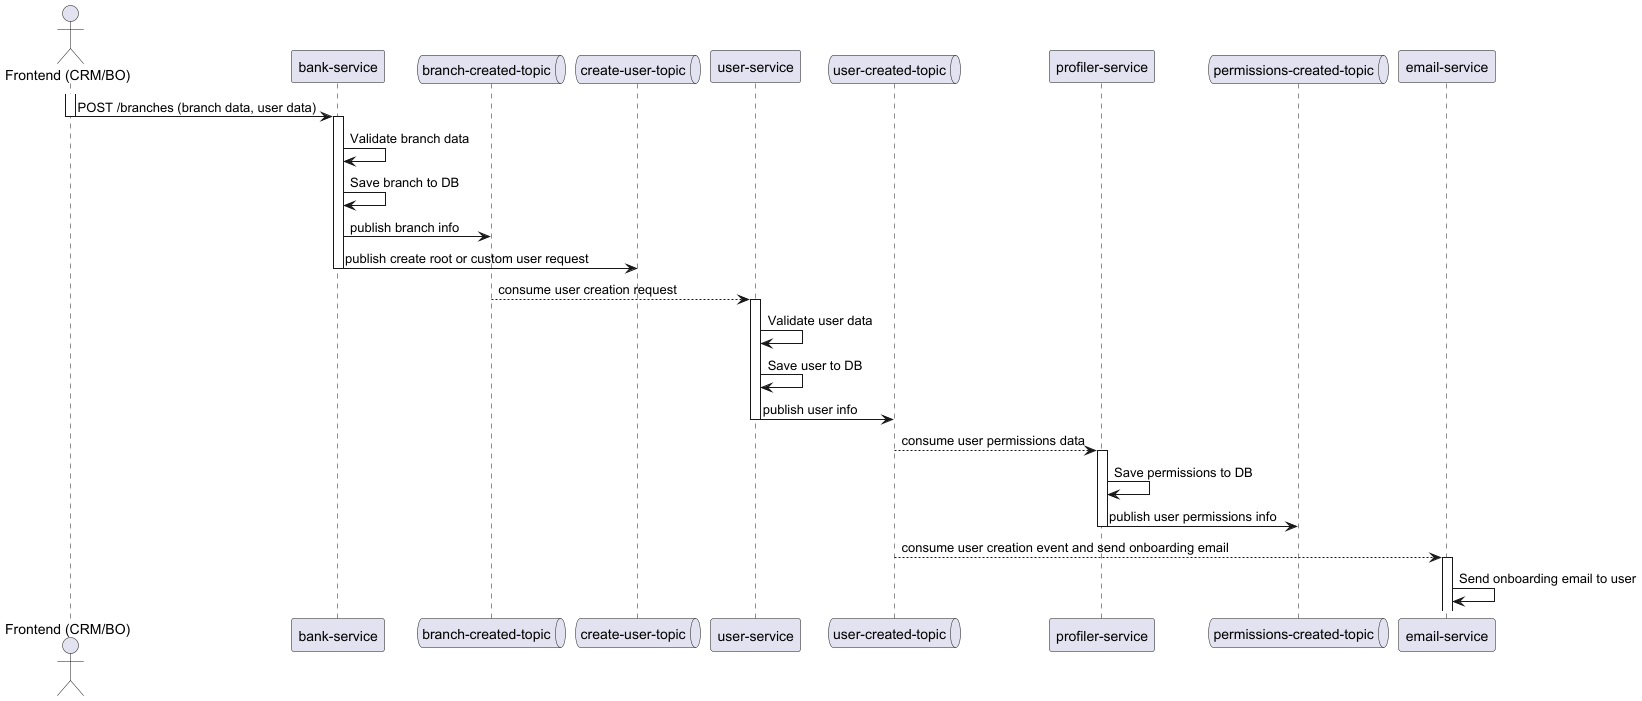 Frontend (CRM/BO)
bank-service
branch-created-topic
create-user-topic
user-service
user-created-topic
profiler-service
permissions-created-topic
email-service
POST /branches (branch data, user data)
Validate branch data
Save branch to DB
publish branch info
publish create root or custom user request
consume user creation request
Validate user data
Save user to DB
publish user info
consume user permissions data
Save permissions to DB
publish user permissions info
consume user creation event and send onboarding email
Send onboarding email to user
Frontend (CRM/BO)
bank-service
branch-created-topic
create-user-topic
user-service
user-created-topic
profiler-service
permissions-created-topic
email-service